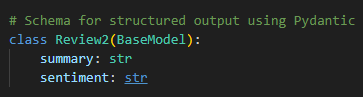 # Schema for structured output using Pydantic
class Review2(BaseModel):
    summary: str
    sentiment: str